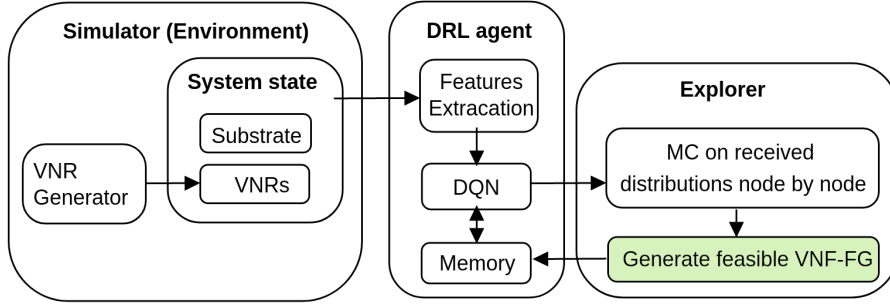 Simulator (Environment)
System state
Substrate
VNRs
VNR
Generator
DRL agent
Features
Extracation
DQN
Memory
Explorer
MC on received
distributions node by node
Generate feasible VNF-FG